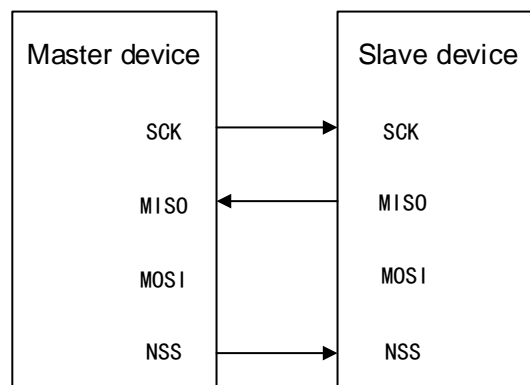 Master device
SCK
MISO
MOSI
NSS
Slave device
SCK
MISO
MOSI
NSS